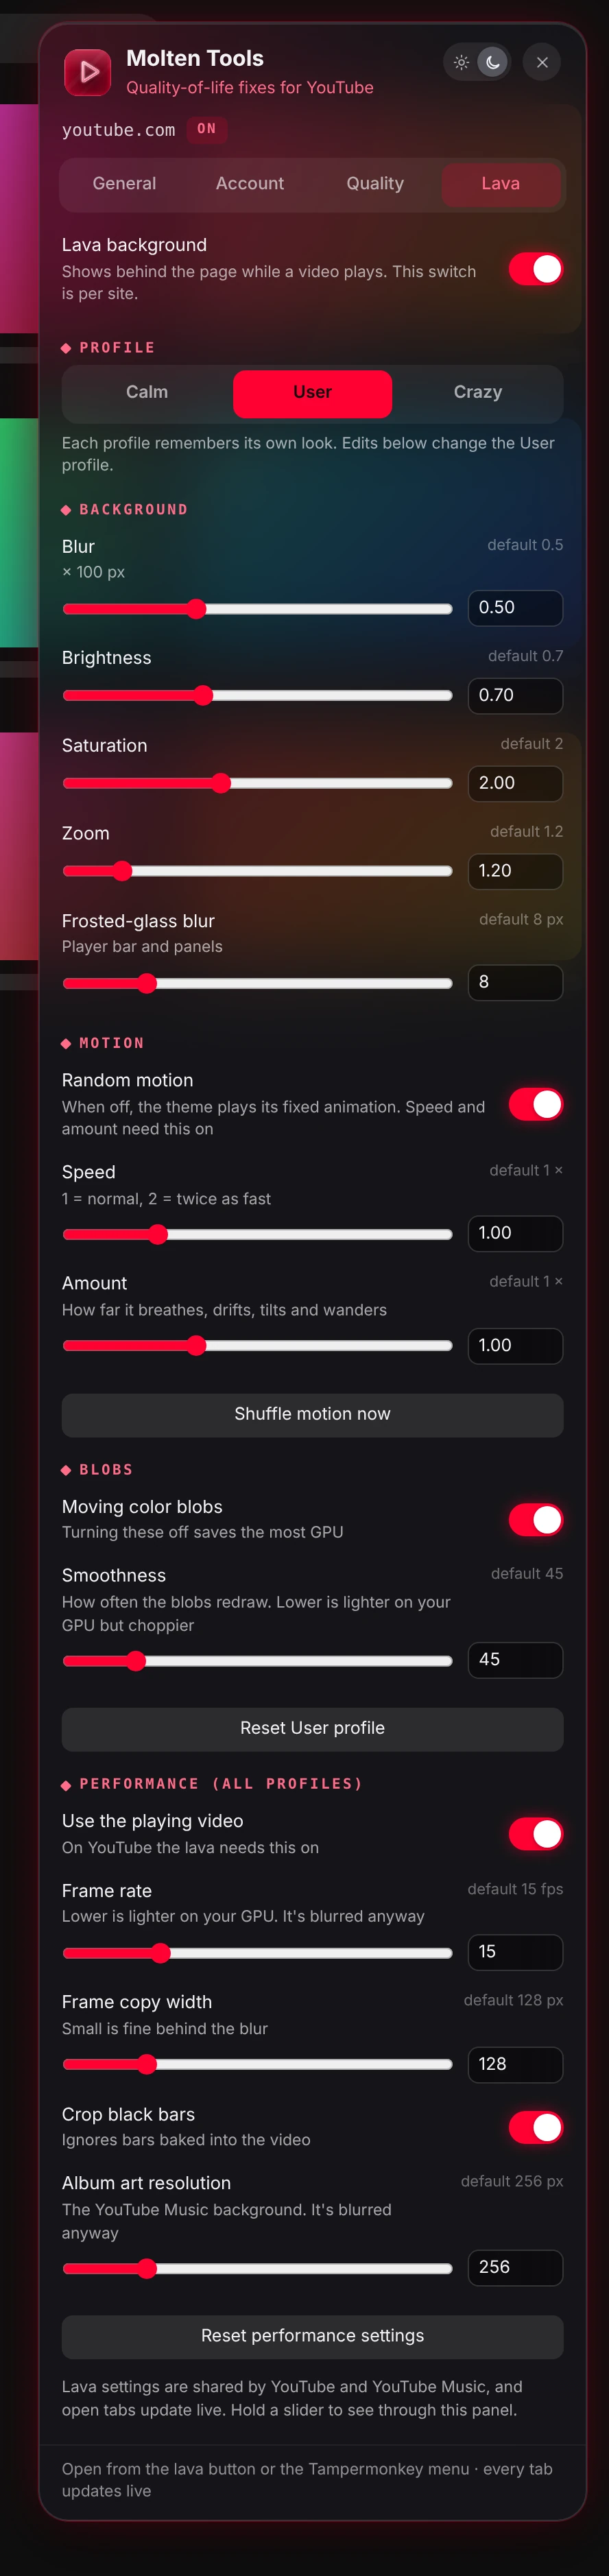 Molten Tools
Quality-of-life fixes for YouTube
youtube.com ON
General Account Quality Lava
Lava background
Shows behind the page while a video plays. This switch
is per site.
PROFILE
Calm User Crazy
Each profile remembers its own look. Edits below change the User
profile.
BACKGROUND
Blur default 0.5
× 100 px
0.50
Brightness default 0.7
0.70
Saturation default 2
2.00
Zoom default 1.2
1.20
Frosted-glass blur default 8 px
Player bar and panels
8
MOTION
Random motion
When off, the theme plays its fixed animation. Speed and
amount need this on
Speed default 1 ×
1 = normal, 2 = twice as fast
1.00
Amount default 1 ×
How far it breathes, drifts, tilts and wanders
1.00
Shuffle motion now
BLOBS
Moving color blobs
Turning these off saves the most GPU
Smoothness default 45
How often the blobs redraw. Lower is lighter on your
GPU but choppier
45
Reset User profile
PERFORMANCE (ALL PROFILES)
Use the playing video
On YouTube the lava needs this on
Frame rate default 15 fps
Lower is lighter on your GPU. It's blurred anyway
15
Frame copy width default 128 px
Small is fine behind the blur
128
Crop black bars
Ignores bars baked into the video
Album art resolution default 256 px
The YouTube Music background. It's blurred
anyway
256
Reset performance settings
Lava settings are shared by YouTube and YouTube Music, and
open tabs update live. Hold a slider to see through this panel.
Open from the lava button or the Tampermonkey menu · every tab
updates live